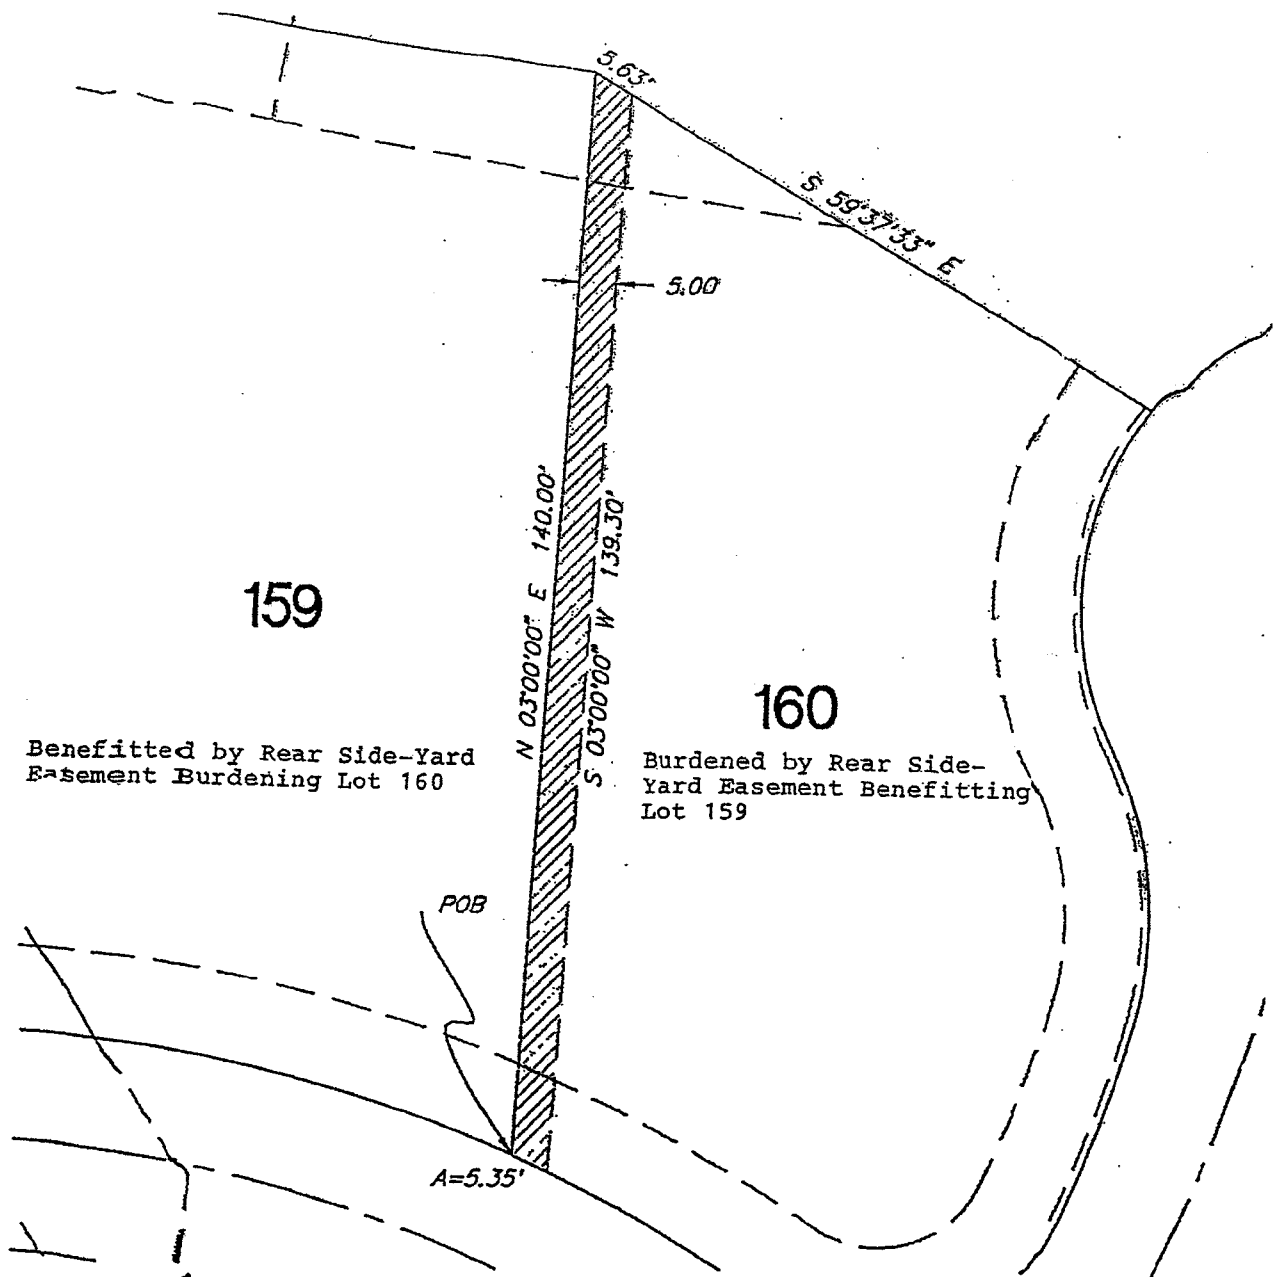 5.63'
S 59°37'33" E
5.00'
N 03°00'00" E 140.00'
S 03°00'00" W 139.30'
159
160
Benefitted by Rear Side-Yard
Easement Burdening Lot 160
Burdened by Rear Side-
Yard Easement Benefitting
Lot 159
POB
A=5.35'